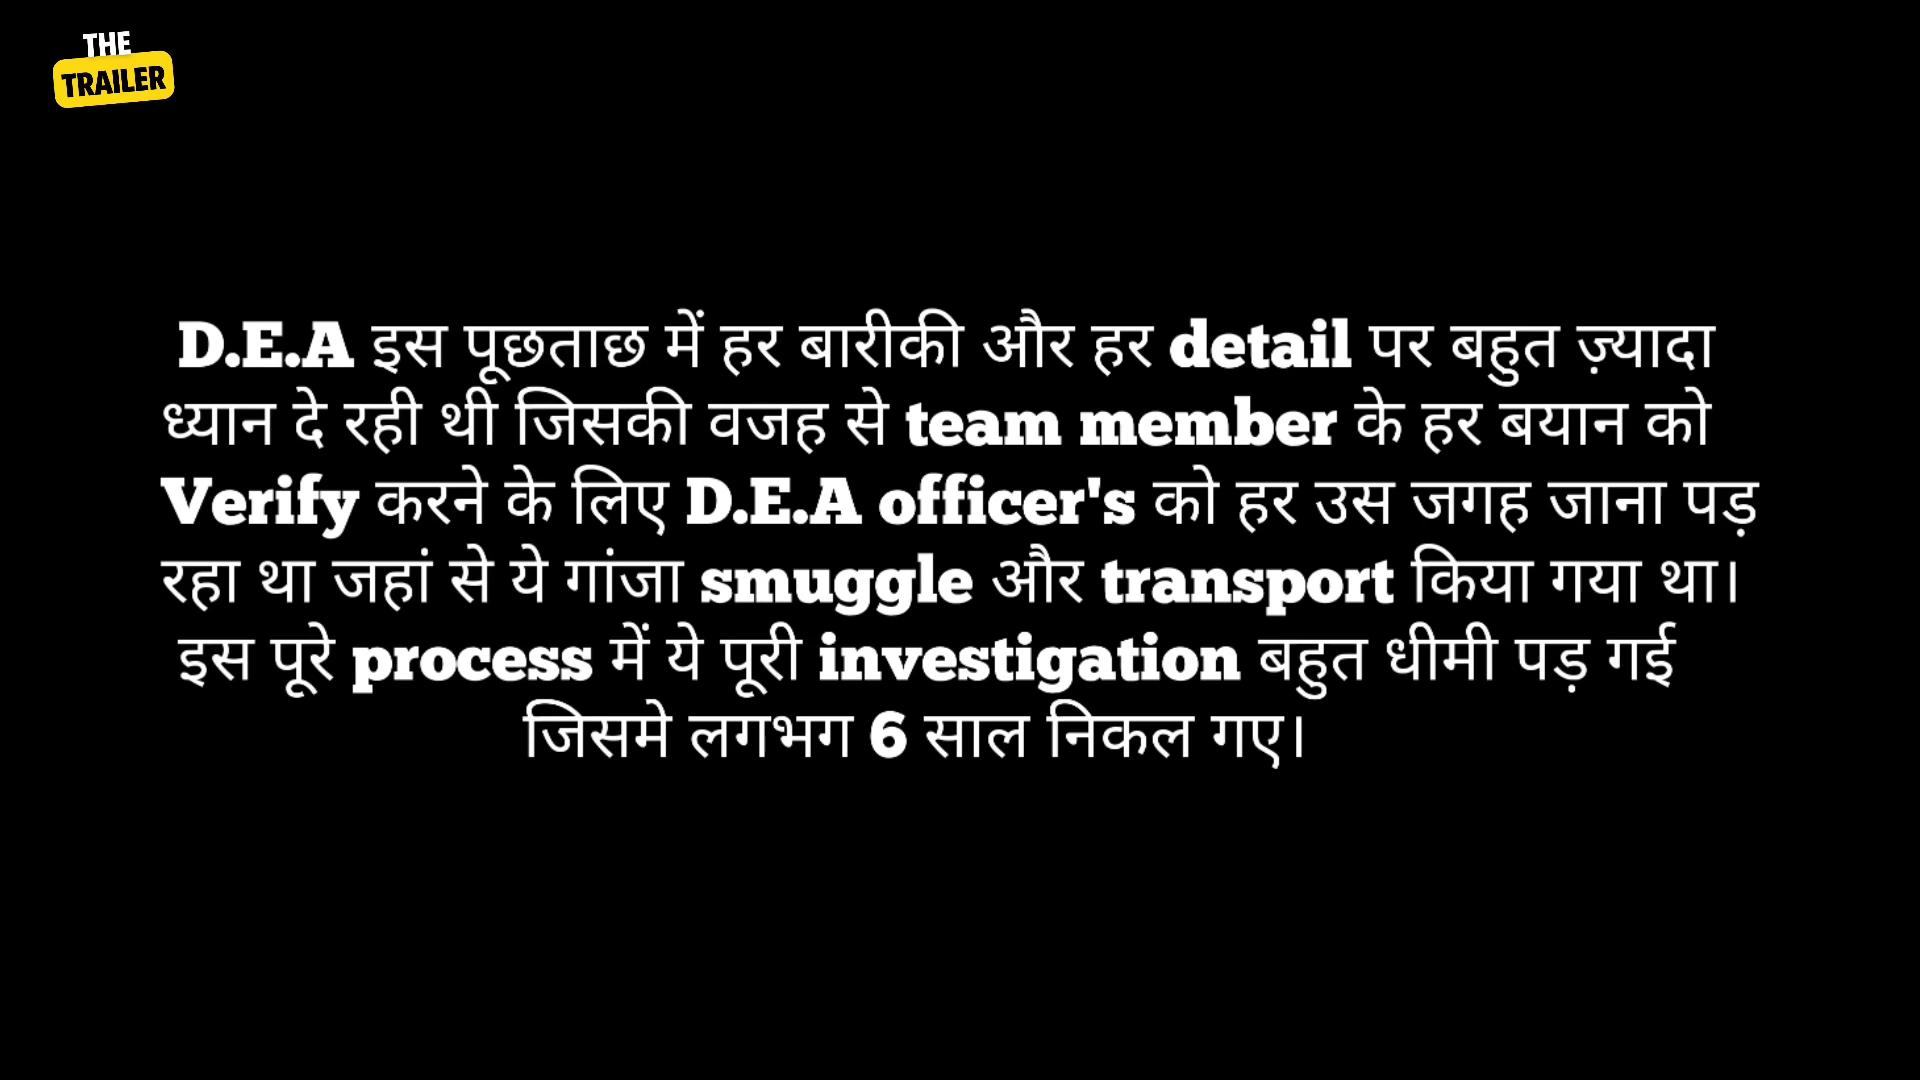 THE
TRAILER
D.E.A इस पूछताछ में हर बारीकी और हर detail पर बहुत ज़्यादा
ध्यान दे रही थी जिसकी वजह से team member के हर बयान को
Verify करने के लिए D.E.A officer's को हर उस जगह जाना पड़
रहा था जहां से ये गांजा smuggle और transport किया गया था।
इस पूरे process में ये पूरी investigation बहुत धीमी पड़ गई
जिसमे लगभग 6 साल निकल गए।